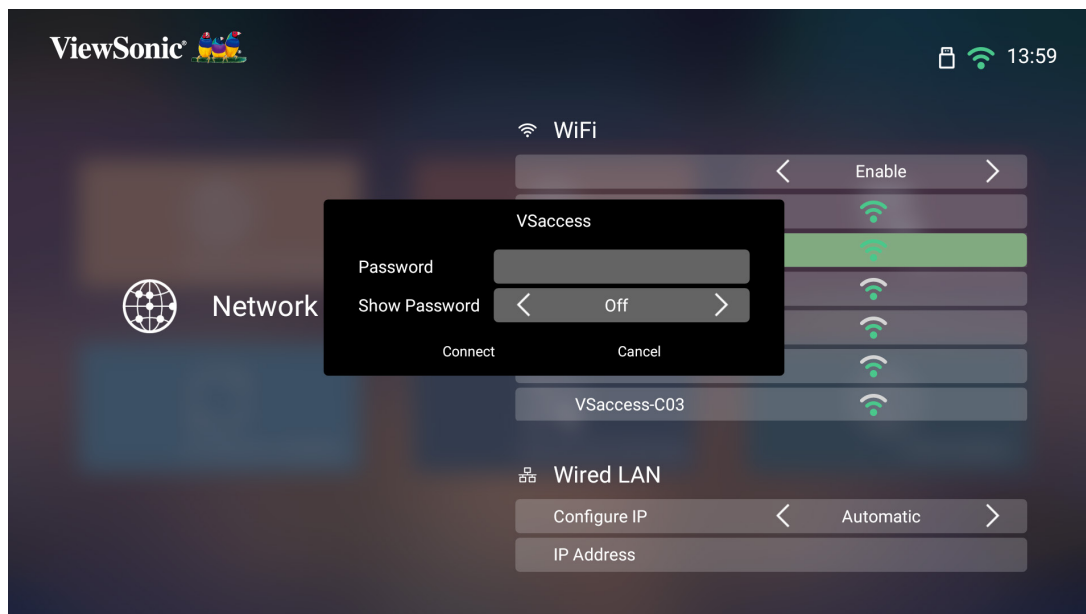 ViewSonic®
13:59
WiFi
Enable
VSaccess
Password
Show Password
Off
Connect
Cancel
Network
VSaccess-C03
Wired LAN
Configure IP
Automatic
IP Address